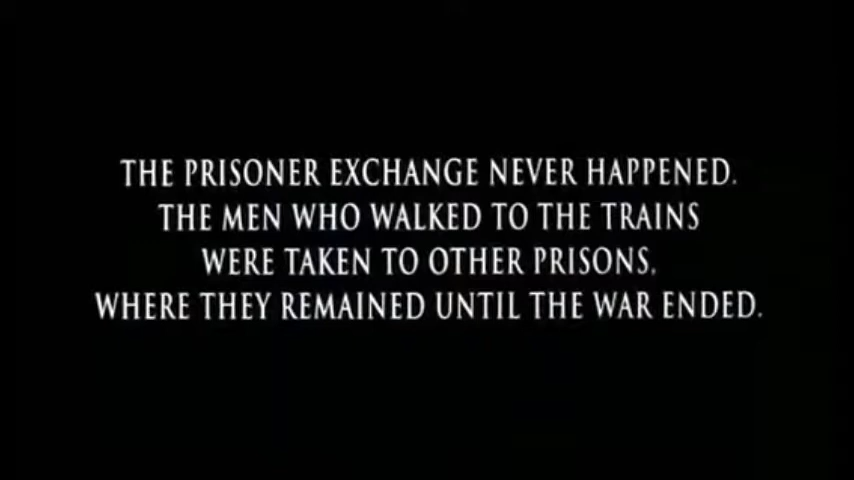 THE PRISONER EXCHANGE NEVER HAPPENED.
THE MEN WHO WALKED TO THE TRAINS
WERE TAKEN TO OTHER PRISONS,
WHERE THEY REMAINED UNTIL THE WAR ENDED.